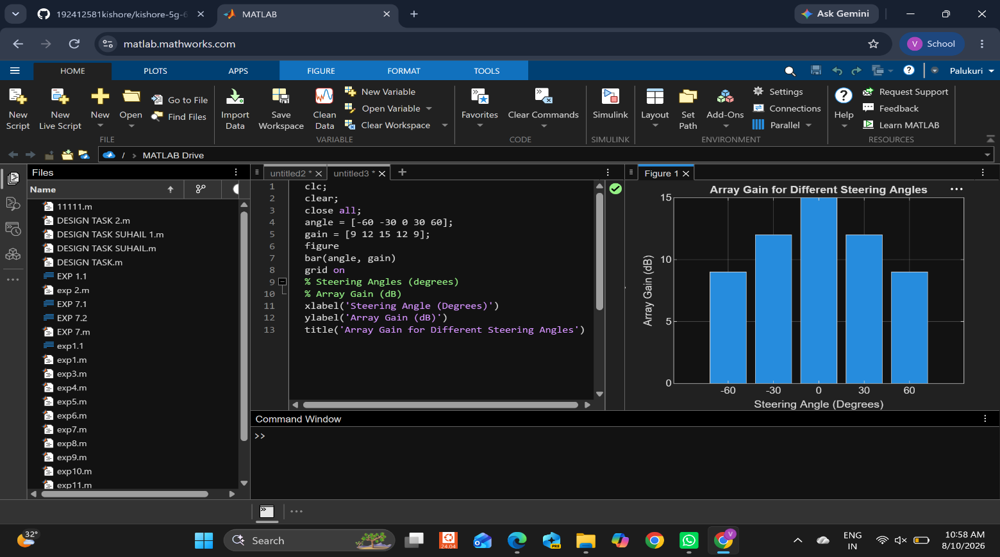 192412581kishore/kishore-5g-6
MATLAB
Ask Gemini
matlab.mathworks.com
V
School
HOME
PLOTS
APPS
FIGURE
FORMAT
TOOLS
Palukuri
New Script
New Live Script
New
Open
Go to File
Find Files
FILE
Import Data
Save Workspace
Clean Data
New Variable
Open Variable
Clear Workspace
VARIABLE
Favorites
Clear Commands
CODE
Simulink
SIMULINK
Layout
Set Path
Add-Ons
Settings
Connections
Parallel
ENVIRONMENT
Help
Request Support
Feedback
Learn MATLAB
RESOURCES
/ > MATLAB Drive
Files
Name
11111.m
DESIGN TASK 2.m
DESIGN TASK SUHAIL 1.m
DESIGN TASK SUHAIL.m
DESIGN TASK.m
EXP 1.1
exp 2.m
EXP 7.1
EXP 7.2
EXP 7.m
exp1.1
exp1.m
exp3.m
exp4.m
exp5.m
exp6.m
exp7.m
exp8.m
exp9.m
exp10.m
exp11.m
untitled2 *
untitled3 *
1 clc;
2 clear;
3 close all;
4 angle = [-60 -30 0 30 60];
5 gain = [9 12 15 12 9];
6 figure
7 bar(angle, gain)
8 grid on
9 % Steering Angles (degrees)
10 % Array Gain (dB)
11 xlabel('Steering Angle (Degrees)')
12 ylabel('Array Gain (dB)')
13 title('Array Gain for Different Steering Angles')
Figure 1
Array Gain for Different Steering Angles
15
10
5
0
Array Gain (dB)
-60 -30 0 30 60
Steering Angle (Degrees)
Command Window
>>
32°
Search
24.04
PRE
V
ENG
IN
10:58 AM
8/10/2026